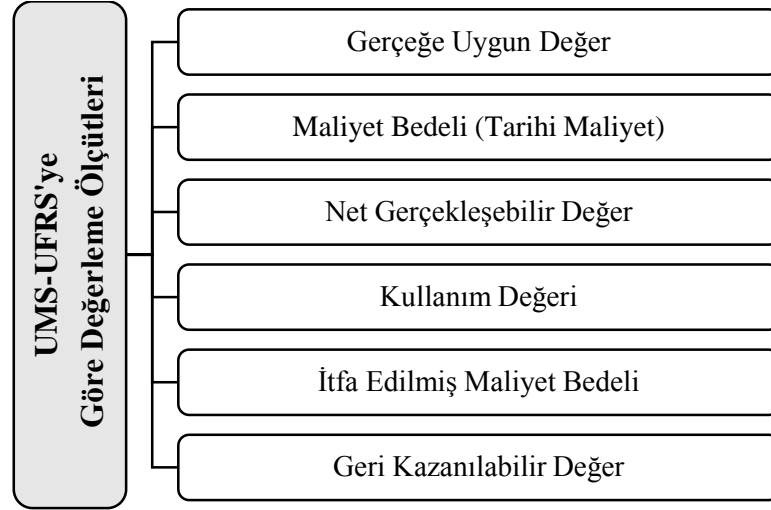 UMS-UFRS'ye
Göre Değerleme Ölçütleri
Gerçeğe Uygun Değer
Maliyet Bedeli (Tarihi Maliyet)
Net Gerçekleşebilir Değer
Kullanım Değeri
İtfa Edilmiş Maliyet Bedeli
Geri Kazanılabilir Değer